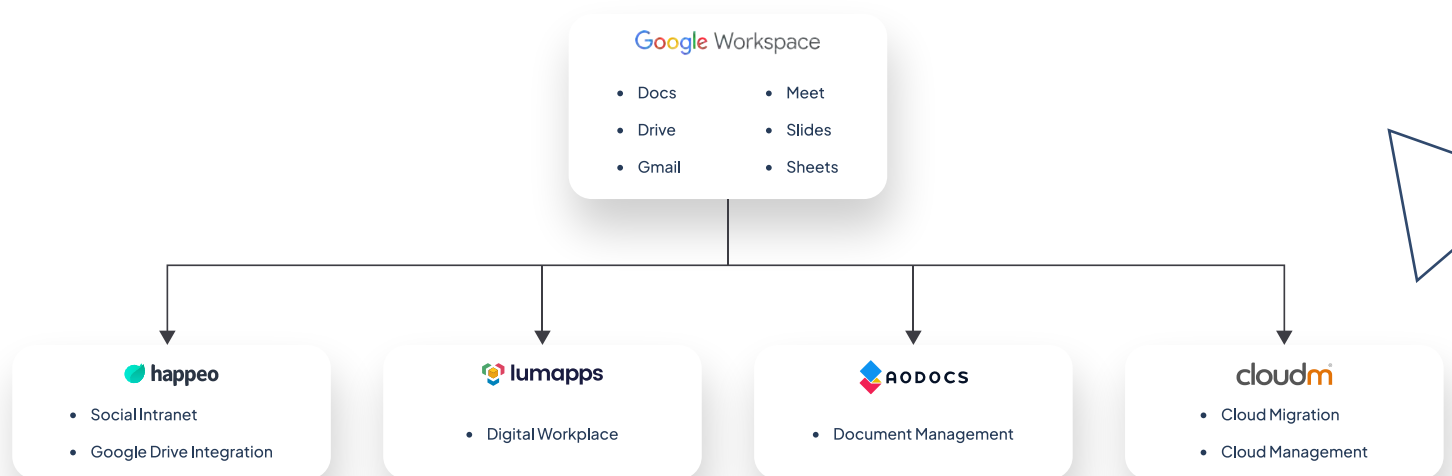 Google Workspace
• Docs
• Drive
• Gmail
• Meet
• Slides
• Sheets
happeo
• Social Intranet
• Google Drive Integration
lumapps
• Digital Workplace
AODOCS
• Document Management
cloudm
• Cloud Migration
• Cloud Management